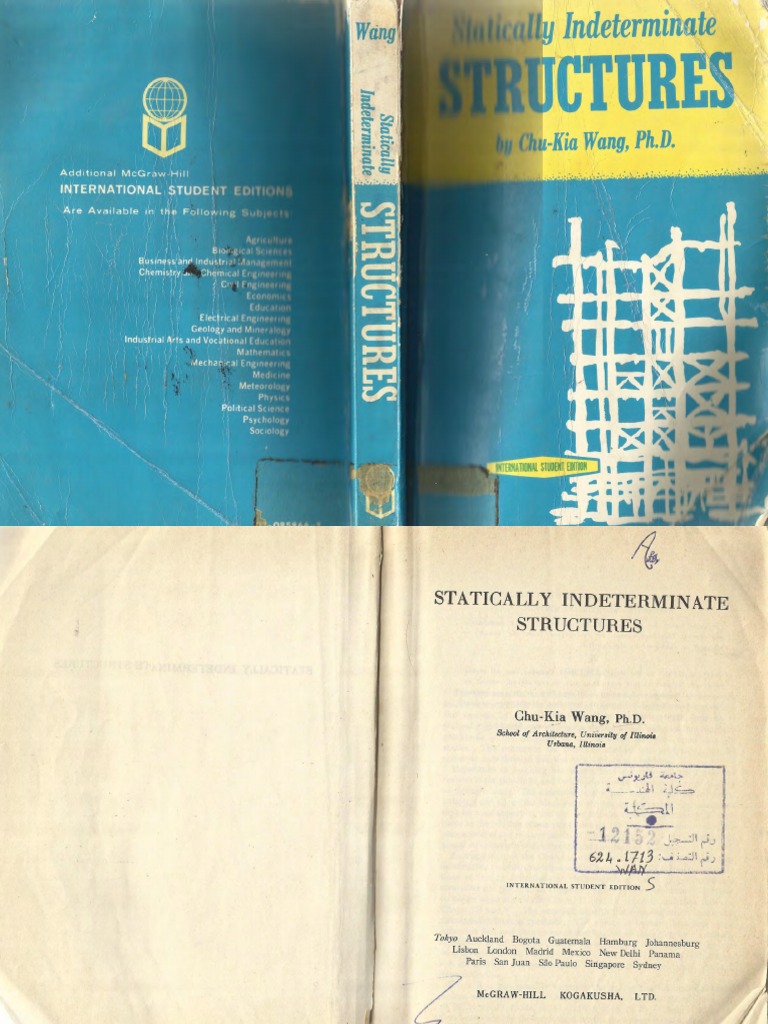 Additional McGraw-Hill
INTERNATIONAL STUDENT EDITIONS
Are Available in the Following Subjects:
Agriculture
Biological Sciences
Business and Industrial Management
Chemistry and Chemical Engineering
Civil Engineering
Economics
Education
Electrical Engineering
Geology and Mineralogy
Industrial Arts and Vocational Education
Mathematics
Mechanical Engineering
Medicine
Meteorology
Physics
Political Science
Psychology
Sociology
Wang
Statically
Indeterminate
STRUCTURES
Statically Indeterminate
STRUCTURES
by Chu-Kia Wang, Ph.D.
INTERNATIONAL STUDENT EDITION
STATICALLY INDETERMINATE
STRUCTURES
Chu-Kia Wang, Ph.D.
School of Architecture, University of Illinois
Urbana, Illinois
جامعة قاريونس
كلية الهندسة
المكتبة
رقم التسجيل 12152
رقم التصنيف: 624.1713
WAN
INTERNATIONAL STUDENT EDITION S
Tokyo Auckland Bogota Guatemala Hamburg Johannesburg
Lisbon London Madrid Mexico New Delhi Panama
Paris San Juan São Paulo Singapore Sydney
McGRAW-HILL KOGAKUSHA, LTD.